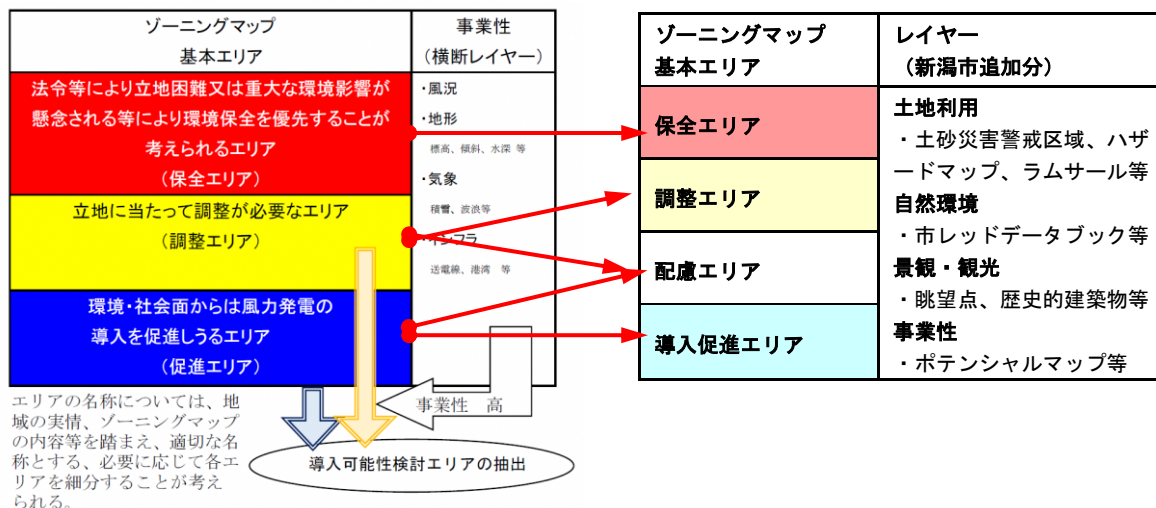 ゾーニングマップ
基本エリア
事業性
（横断レイヤー）
法令等により立地困難又は重大な環境影響が
懸念される等により環境保全を優先することが
考えられるエリア
（保全エリア）
立地に当たって調整が必要なエリア
（調整エリア）
環境・社会面からは風力発電の
導入を促進しうるエリア
（促進エリア）
・風況
・地形
標高、傾斜、水深 等
・気象
積雪、波浪等
・インフラ
送電線、港湾 等
事業性 高
エリアの名称については、地
域の実情、ゾーニングマップ
の内容等を踏まえ、適切な名
称とする、必要に応じて各エ
リアを細分することが考え
られる。
導入可能性検討エリアの抽出
ゾーニングマップ
基本エリア
レイヤー
（新潟市追加分）
保全エリア
調整エリア
配慮エリア
導入促進エリア
土地利用
・土砂災害警戒区域、ハザ
ードマップ、ラムサール等
自然環境
・市レッドデータブック等
景観・観光
・眺望点、歴史的建築物等
事業性
・ポテンシャルマップ等